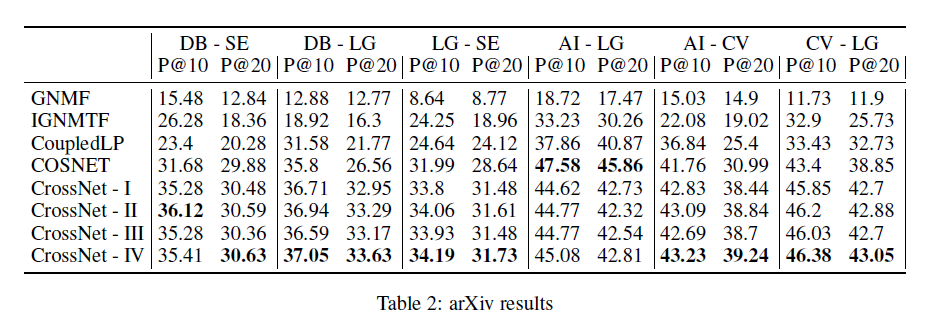 DB - SE DB - LG LG - SE AI - LG AI - CV CV - LG
P@10 P@20 P@10 P@20 P@10 P@20 P@10 P@20 P@10 P@20 P@10 P@20
GNMF 15.48 12.84 12.88 12.77 8.64 8.77 18.72 17.47 15.03 14.9 11.73 11.9
IGNMTF 26.28 18.36 18.92 16.3 24.25 18.96 33.23 30.26 22.08 19.02 32.9 25.73
CoupledLP 23.4 20.28 31.58 21.77 24.64 24.12 37.86 40.87 36.84 25.4 33.43 32.73
COSNET 31.68 29.88 35.8 26.56 31.99 28.64 47.58 45.86 41.76 30.99 43.4 38.85
CrossNet - I 35.28 30.48 36.71 32.95 33.8 31.48 44.62 42.73 42.83 38.44 45.85 42.7
CrossNet - II 36.12 30.59 36.94 33.29 34.06 31.61 44.77 42.32 43.09 38.84 46.2 42.88
CrossNet - III 35.28 30.36 36.59 33.17 33.93 31.48 44.77 42.54 42.69 38.7 46.03 42.7
CrossNet - IV 35.41 30.63 37.05 33.63 34.19 31.73 45.08 42.81 43.23 39.24 46.38 43.05
Table 2: arXiv results